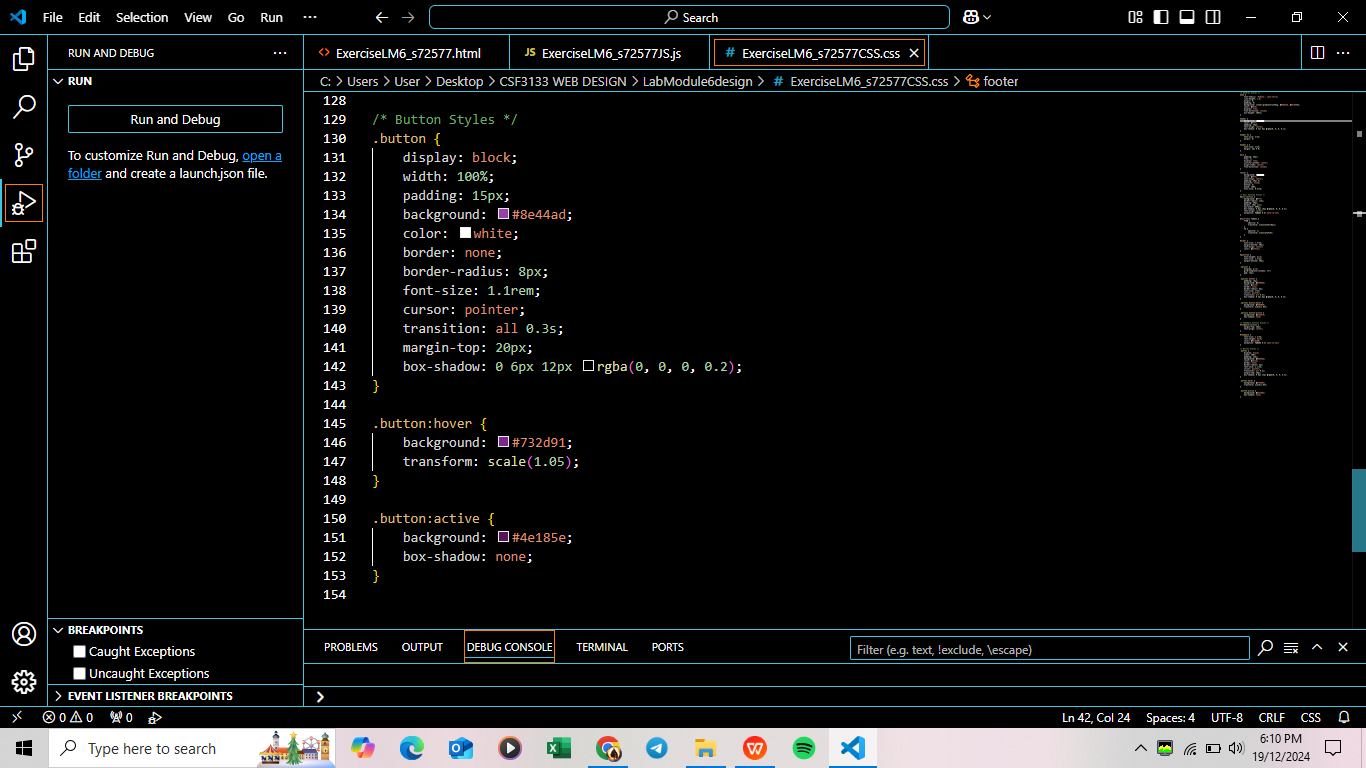 File Edit Selection View Go Run ··· Search
RUN AND DEBUG ···
ExerciseLM6_s72577.html JS ExerciseLM6_s72577JS.js # ExerciseLM6_s72577CSS.css
RUN
C: > Users > User > Desktop > CSF3133 WEB DESIGN > LabModule6design > # ExerciseLM6_s72577CSS.css > footer
Run and Debug
To customize Run and Debug, open a
folder and create a launch.json file.
128
129 /* Button Styles */
130 .button {
131 display: block;
132 width: 100%;
133 padding: 15px;
134 background: #8e44ad;
135 color: white;
136 border: none;
137 border-radius: 8px;
138 font-size: 1.1rem;
139 cursor: pointer;
140 transition: all 0.3s;
141 margin-top: 20px;
142 box-shadow: 0 6px 12px rgba(0, 0, 0, 0.2);
143 }
144
145 .button:hover {
146 background: #732d91;
147 transform: scale(1.05);
148 }
149
150 .button:active {
151 background: #4e185e;
152 box-shadow: none;
153 }
154
BREAKPOINTS
Caught Exceptions
Uncaught Exceptions
EVENT LISTENER BREAKPOINTS
PROBLEMS OUTPUT DEBUG CONSOLE TERMINAL PORTS Filter (e.g. text, !exclude, \escape)
0 0 0 Ln 42, Col 24 Spaces: 4 UTF-8 CRLF CSS
Type here to search
6:10 PM
19/12/2024